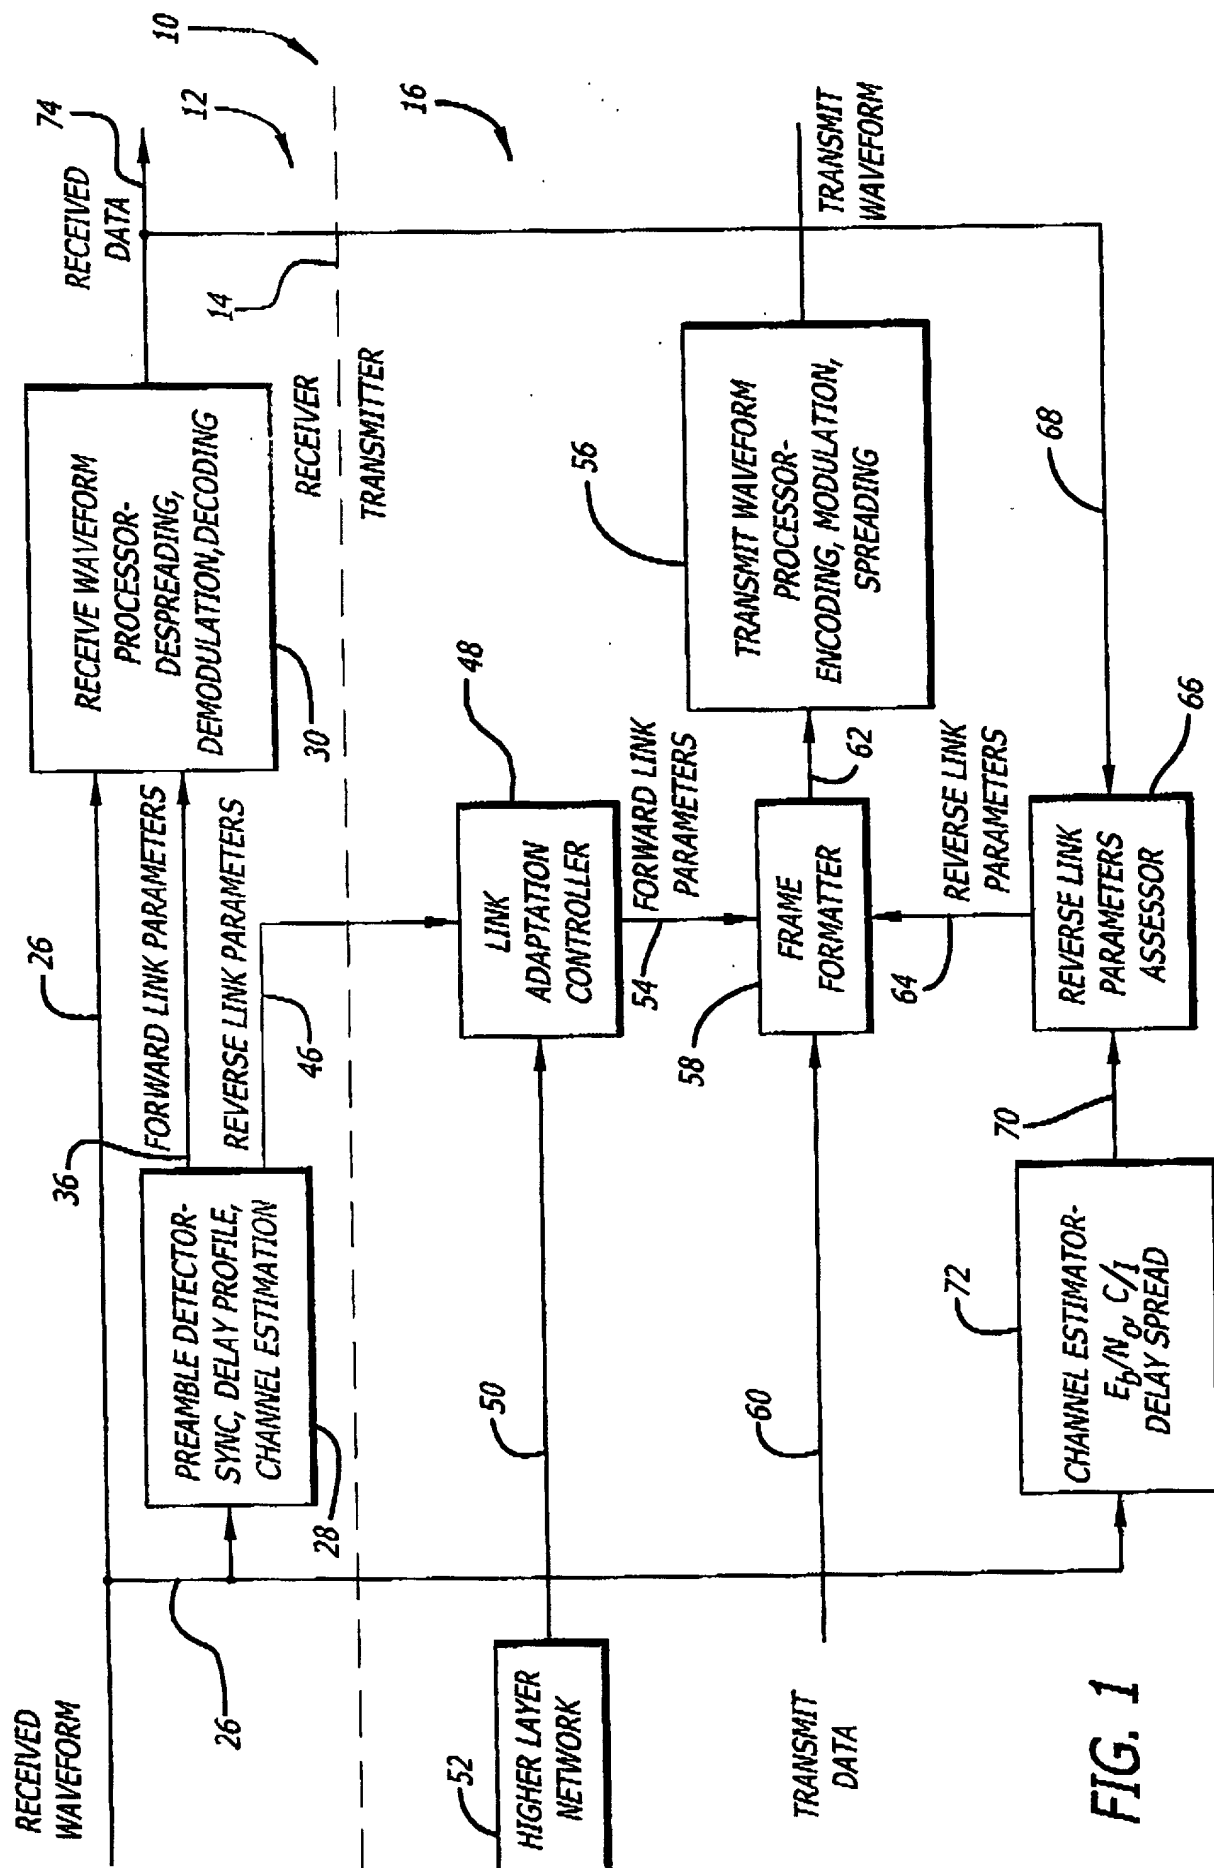 RECEIVED
WAVEFORM
26
26
36
FORWARD LINK PARAMETERS
REVERSE LINK PARAMETERS
46
PREAMBLE DETECTOR-
SYNC, DELAY PROFILE,
CHANNEL ESTIMATION
28
RECEIVE WAVEFORM
PROCESSOR-
DESPREADING,
DEMODULATION,DECODING
30
RECEIVED
DATA
74
10
12
14
RECEIVER
TRANSMITTER
16
52
HIGHER LAYER
NETWORK
50
LINK
ADAPTATION
CONTROLLER
48
FORWARD LINK
PARAMETERS
54
TRANSMIT
DATA
60
58
FRAME
FORMATTER
62
56
TRANSMIT WAVEFORM
PROCESSOR-
ENCODING, MODULATION,
SPREADING
TRANSMIT
WAVEFORM
REVERSE LINK
PARAMETERS
64
72
CHANNEL ESTIMATOR-
Eb/No, C/I
DELAY SPREAD
70
REVERSE LINK
PARAMETERS
ASSESSOR
66
68
FIG. 1